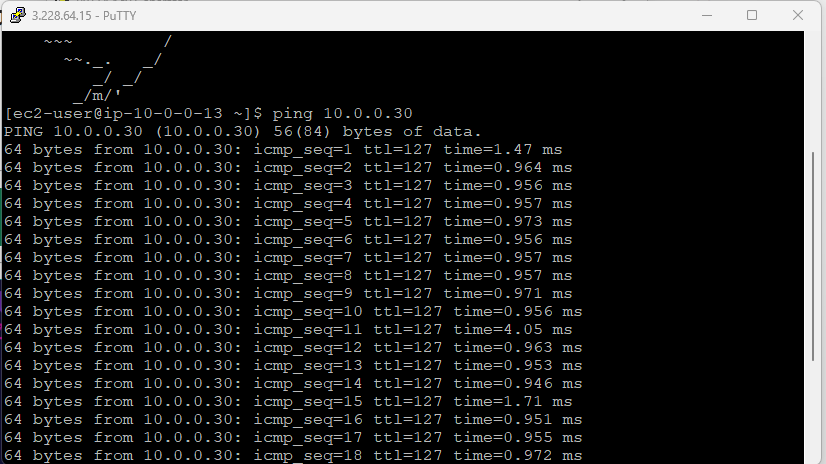 3.228.64.15 - PuTTY
    ~~~         /
      ~~._.   _/
         _/ _/
       _/m/'
[ec2-user@ip-10-0-0-13 ~]$ ping 10.0.0.30
PING 10.0.0.30 (10.0.0.30) 56(84) bytes of data.
64 bytes from 10.0.0.30: icmp_seq=1 ttl=127 time=1.47 ms
64 bytes from 10.0.0.30: icmp_seq=2 ttl=127 time=0.964 ms
64 bytes from 10.0.0.30: icmp_seq=3 ttl=127 time=0.956 ms
64 bytes from 10.0.0.30: icmp_seq=4 ttl=127 time=0.957 ms
64 bytes from 10.0.0.30: icmp_seq=5 ttl=127 time=0.973 ms
64 bytes from 10.0.0.30: icmp_seq=6 ttl=127 time=0.956 ms
64 bytes from 10.0.0.30: icmp_seq=7 ttl=127 time=0.957 ms
64 bytes from 10.0.0.30: icmp_seq=8 ttl=127 time=0.957 ms
64 bytes from 10.0.0.30: icmp_seq=9 ttl=127 time=0.971 ms
64 bytes from 10.0.0.30: icmp_seq=10 ttl=127 time=0.956 ms
64 bytes from 10.0.0.30: icmp_seq=11 ttl=127 time=4.05 ms
64 bytes from 10.0.0.30: icmp_seq=12 ttl=127 time=0.963 ms
64 bytes from 10.0.0.30: icmp_seq=13 ttl=127 time=0.953 ms
64 bytes from 10.0.0.30: icmp_seq=14 ttl=127 time=0.946 ms
64 bytes from 10.0.0.30: icmp_seq=15 ttl=127 time=1.71 ms
64 bytes from 10.0.0.30: icmp_seq=16 ttl=127 time=0.951 ms
64 bytes from 10.0.0.30: icmp_seq=17 ttl=127 time=0.955 ms
64 bytes from 10.0.0.30: icmp_seq=18 ttl=127 time=0.972 ms